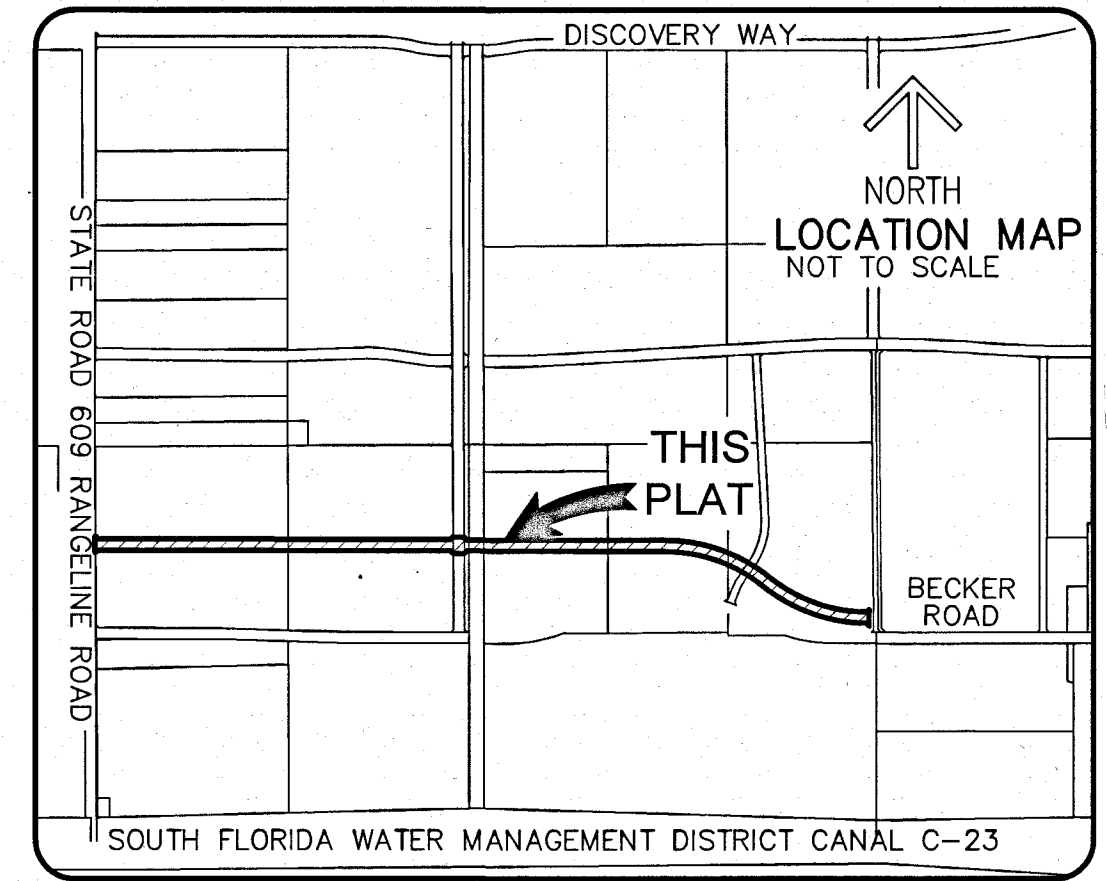 DISCOVERY WAY
NORTH
LOCATION MAP
NOT TO SCALE
STATE ROAD 609 RANGELINE ROAD
THIS
PLAT
BECKER
ROAD
SOUTH FLORIDA WATER MANAGEMENT DISTRICT CANAL C-23